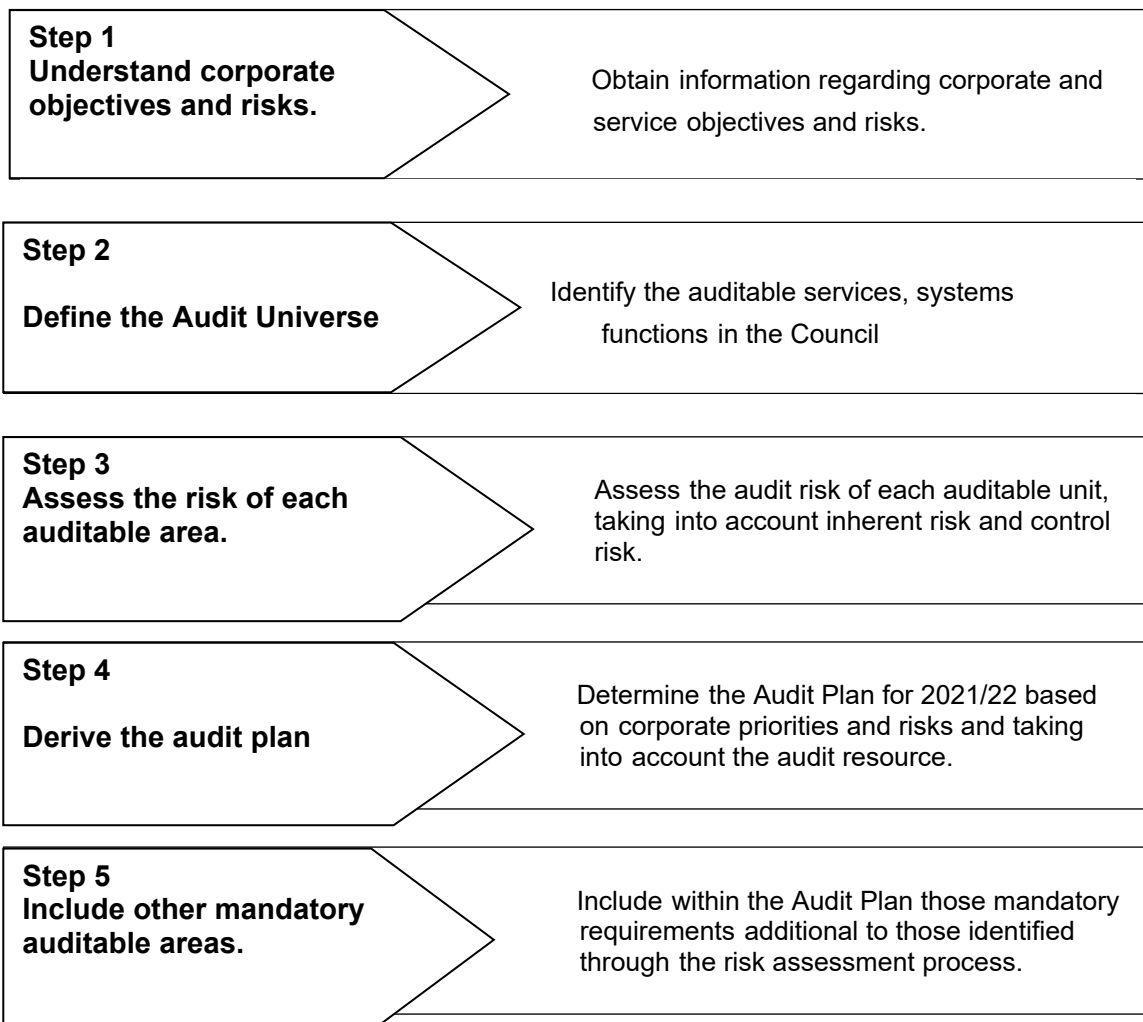 Step 1
Understand corporate
objectives and risks.
Obtain information regarding corporate and
service objectives and risks.
Step 2
Define the Audit Universe
Identify the auditable services, systems
functions in the Council
Step 3
Assess the risk of each
auditable area.
Assess the audit risk of each auditable unit,
taking into account inherent risk and control
risk.
Step 4
Derive the audit plan
Determine the Audit Plan for 2021/22 based
on corporate priorities and risks and taking
into account the audit resource.
Step 5
Include other mandatory
auditable areas.
Include within the Audit Plan those mandatory
requirements additional to those identified
through the risk assessment process.